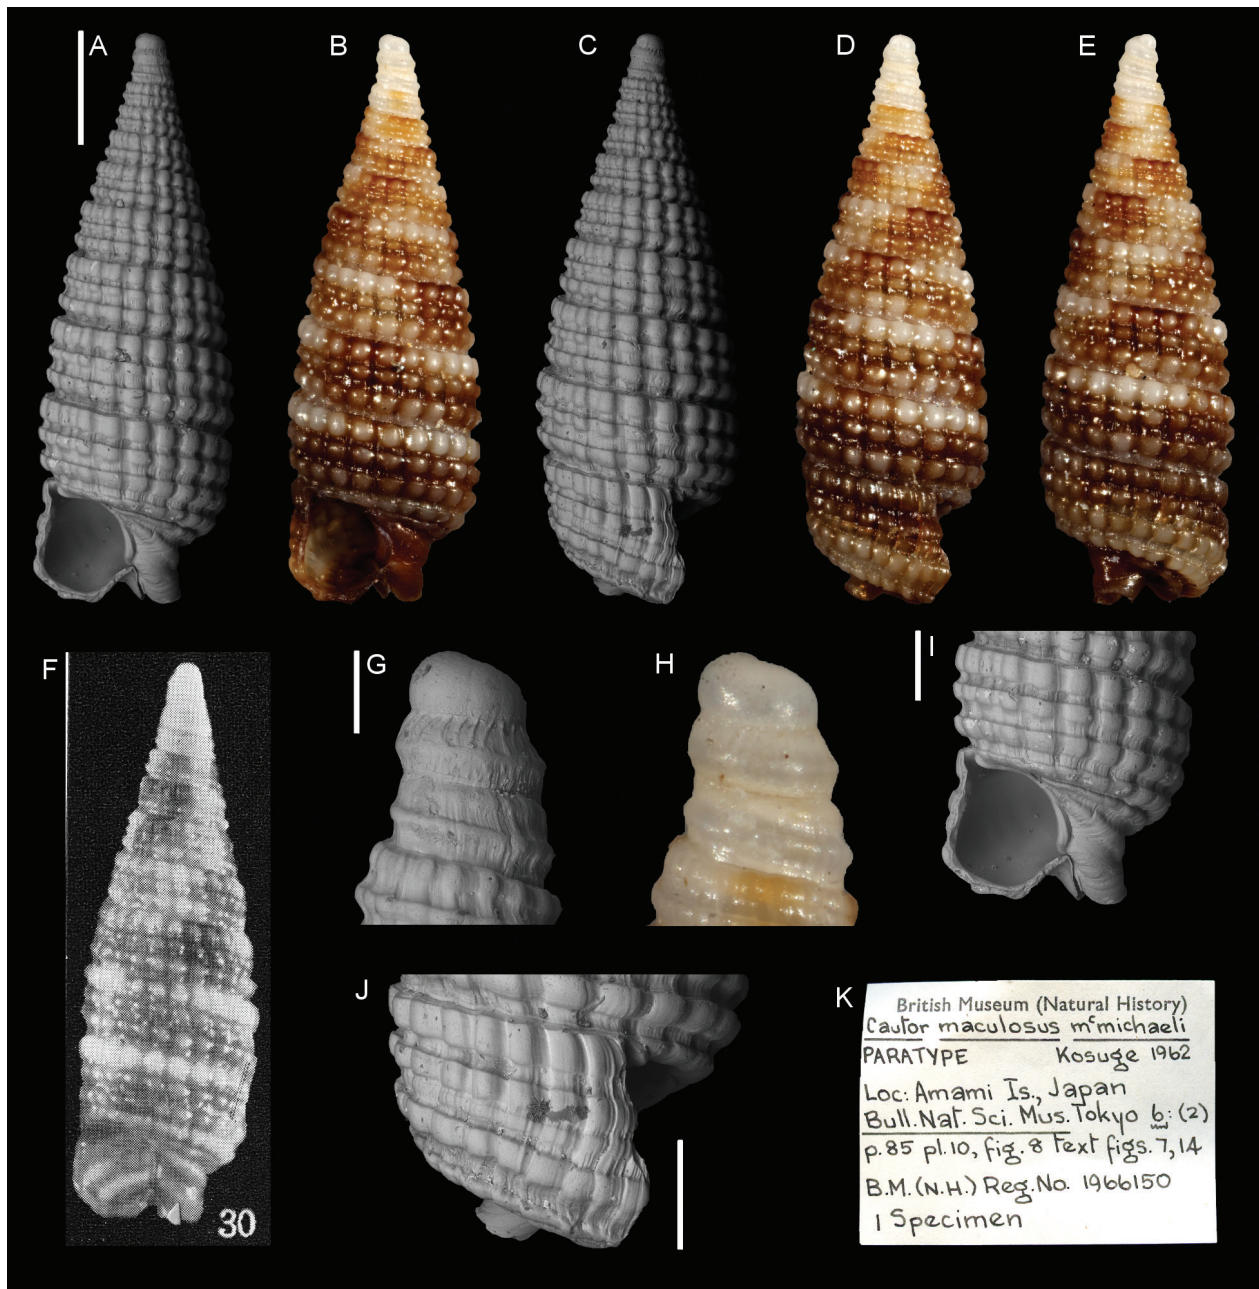 A
B
C
D
E
F
G
H
I
30
J
K
British Museum (Natural History)
Cautor maculosus mcmichaeli
PARATYPE Kosuge 1962
Loc: Amami Is., Japan
Bull. Nat. Sci. Mus. Tokyo 6: (2)
p.85 pl.10, fig. 8 text figs. 7, 14
B.M. (N.H.) Reg. No. 1966150
1 Specimen